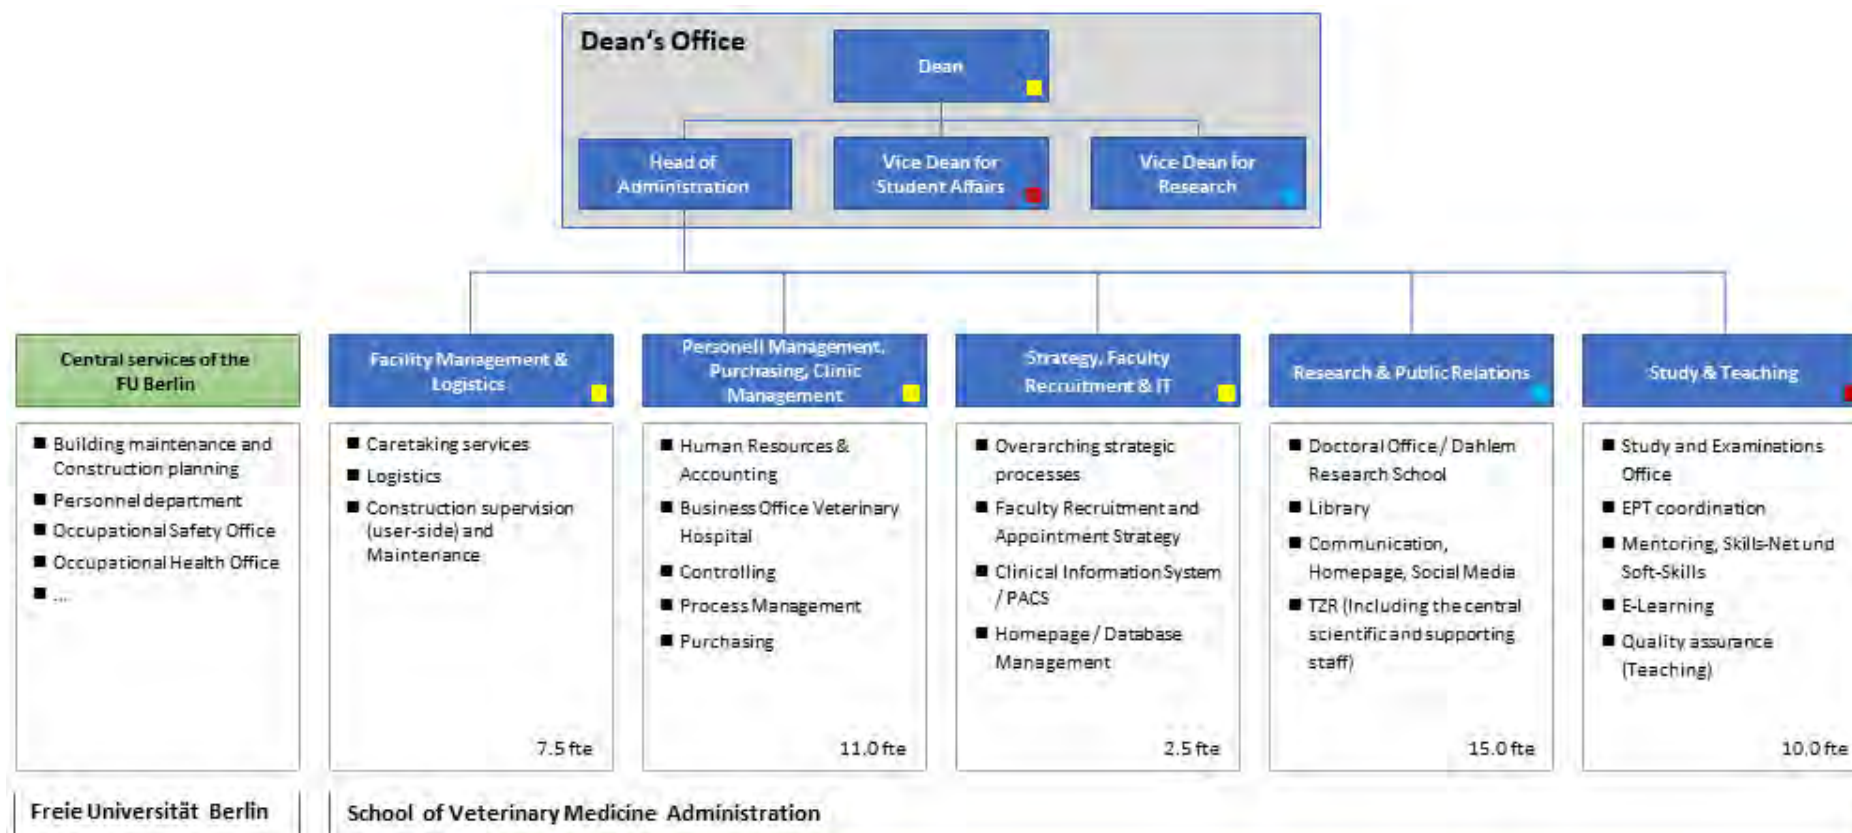 Dean's Office
Dean
Head of
Administration
Vice Dean for
Student Affairs
Vice Dean for
Research
Central services of the
FU Berlin
■ Building maintenance and
Construction planning
■ Personnel department
■ Occupational Safety Office
■ Occupational Health Office
■ ...
Facility Management &
Logistics
■ Caretaking services
■ Logistics
■ Construction supervision
(user-side) and
Maintenance
7.5 fte
Personell Management,
Purchasing, Clinic
Management
■ Human Resources &
Accounting
■ Business Office Veterinary
Hospital
■ Controlling
■ Process Management
■ Purchasing
11.0 fte
Strategy, Faculty
Recruitment & IT
■ Overarching strategic
processes
■ Faculty Recruitment and
Appointment Strategy
■ Clinical Information System
/ PACS
■ Homepage / Database
Management
2.5 fte
Research & Public Relations
■ Doctoral Office / Dahlem
Research School
■ Library
■ Communication,
Homepage, Social Media
■ TZR (Including the central
scientific and supporting
staff)
15.0 fte
Study & Teaching
■ Study and Examinations
Office
■ EPT coordination
■ Mentoring, Skills-Net und
Soft-Skills
■ E-Learning
■ Quality assurance
(Teaching)
10.0 fte
Freie Universität Berlin
School of Veterinary Medicine Administration